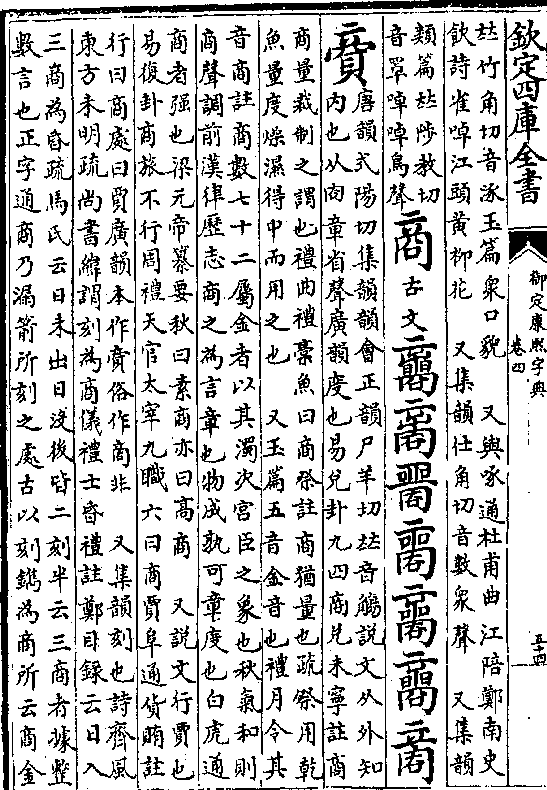 欽定四庫全書
御定康熙字典
卷四
五十四
𠀤竹角切音涿玉篇衆口貌 又與啄通杜甫曲江陪鄭南史
飲詩雀啅江頭黃柳花 又集韻仕角切音數衆聲 又集韻
類篇𠀤陟教切
音罩啅啅鳥聲
商 古文
𧶜
唐韻式陽切集韻韻會正韻尸羊切𠀤音觴說文从外知
内也从㕯章省聲廣韻度也易兌卦九四商兌未寧註商
商量裁制之謂也禮曲禮槀魚曰商祭註商猶量也疏祭用乾
魚量度燥濕得中而用之也 又玉篇五音金音也禮月令其
音商註商數七十二屬金者以其濁次宮臣之象也秋氣和則
商聲調前漢律歷志商之為言章也物成孰可章度也白虎通
商者强也梁元帝纂要秋曰素商亦曰高商 又說文行賈也
易復卦商旅不行周禮天官太宰九職六曰商賈阜通貨賄註
行曰商處曰賈廣韻本作𧶜俗作商非 又集韻刻也詩齊風
東方未明疏尚書緯謂刻為商儀禮士昏禮註鄭目錄云日入
三商為昏疏馬氏云日未出日没後皆二刻半云三商者據整
數言也正字通商乃漏箭所刻之處古以刻鐫為商所云商金